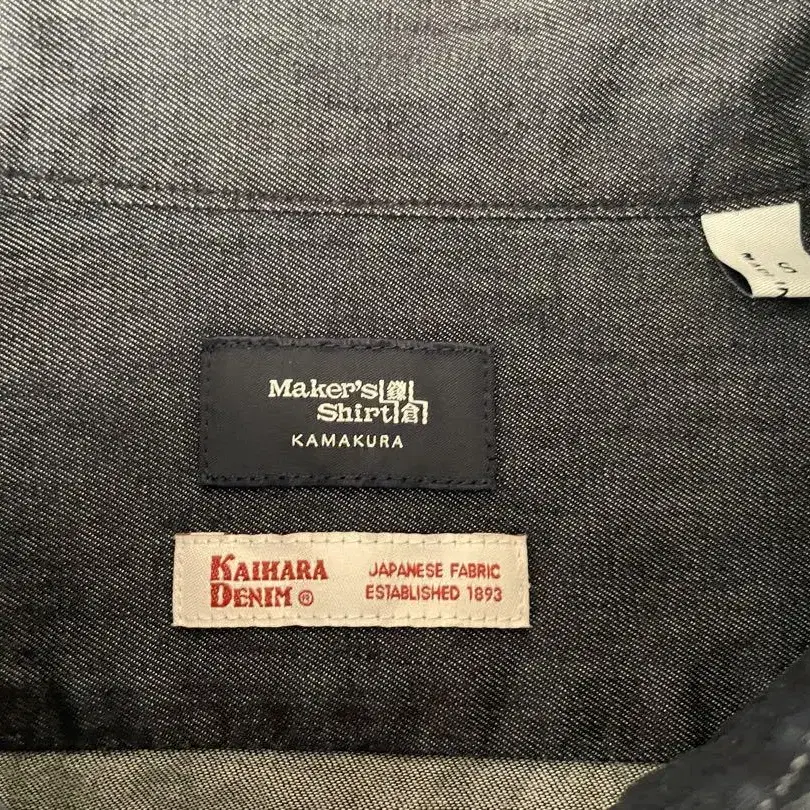 Maker's 鎌
Shirt 倉
KAMAKURA
KAIHARA
DENIM ®
JAPANESE FABRIC
ESTABLISHED 1893
S